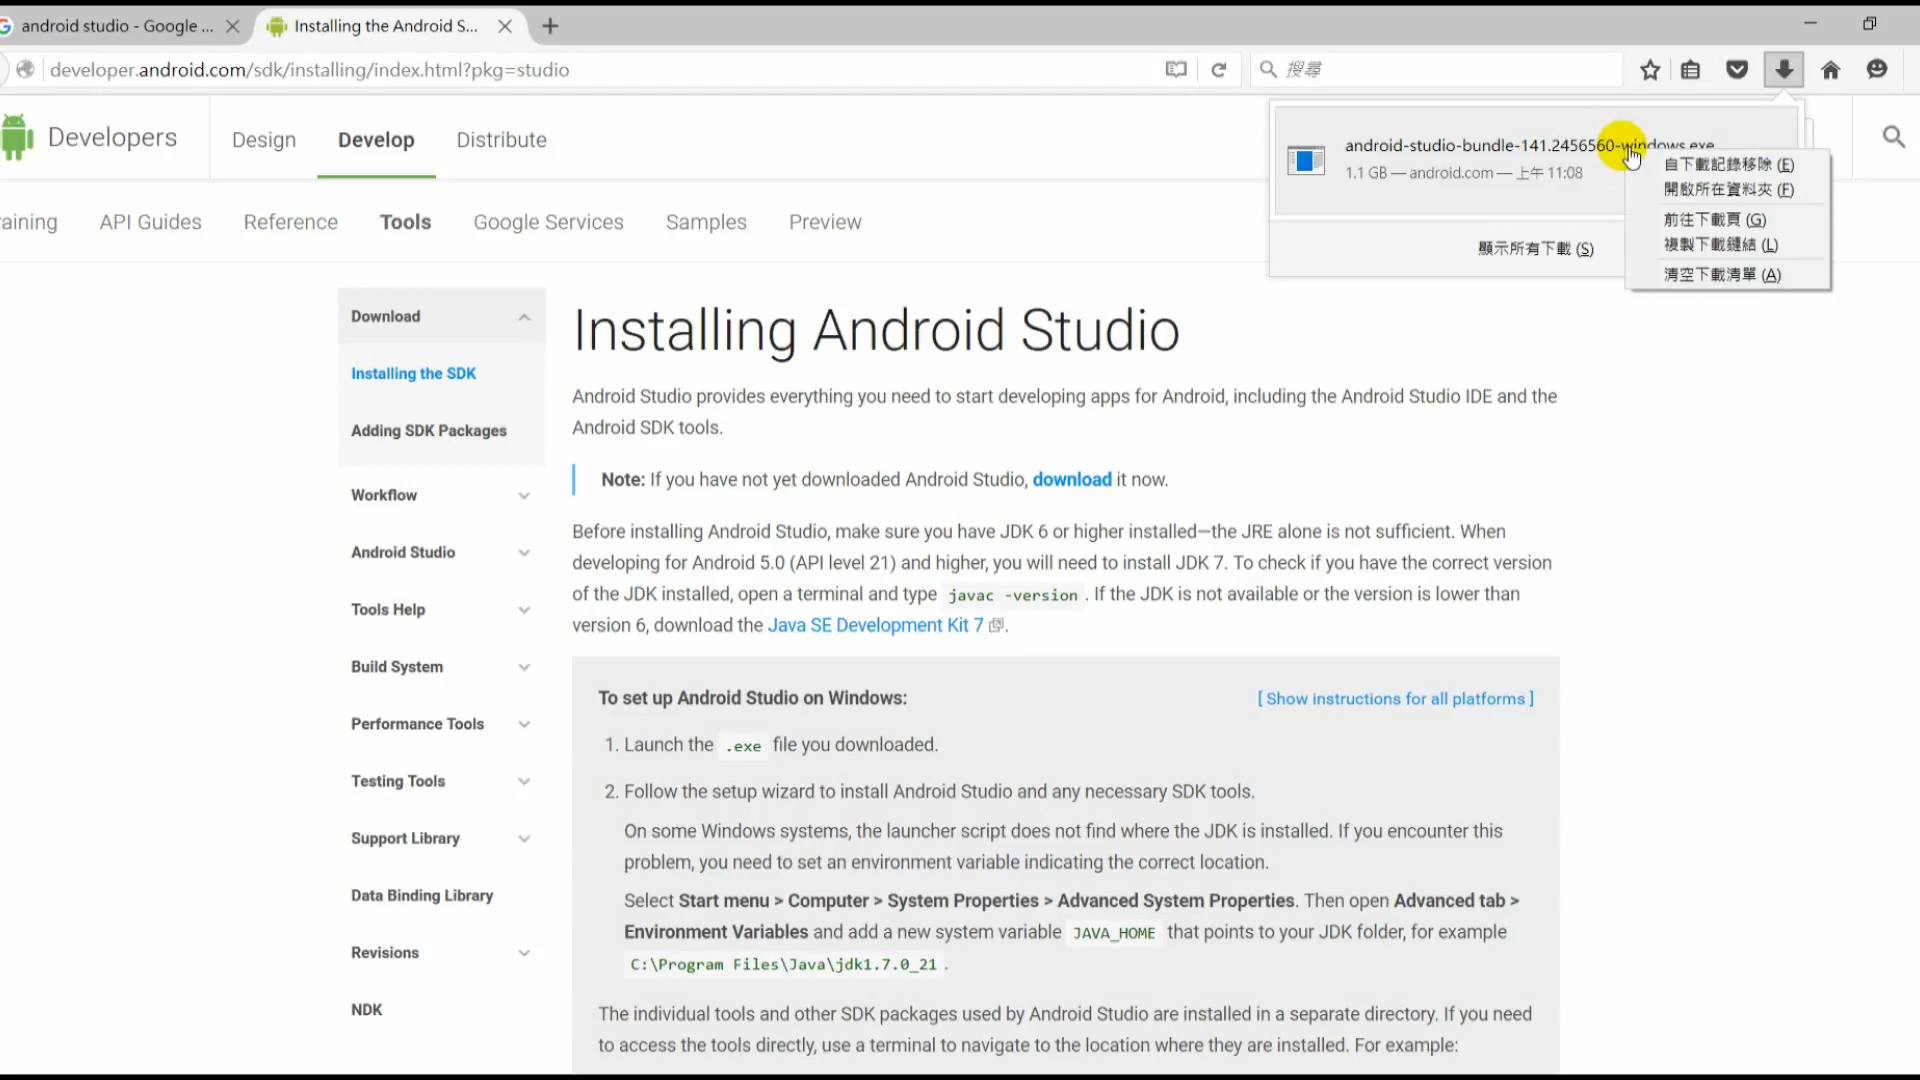 android studio - Google ...
Installing the Android S...
developer.android.com/sdk/installing/index.html?pkg=studio
搜尋
Developers
Design
Develop
Distribute
android-studio-bundle-141.2456560-windows.exe
1.1 GB — android.com — 上午 11:08
顯示所有下載 (S)
自下載記錄移除 (E)
開啟所在資料夾 (F)
前往下載頁 (G)
複製下載鏈結 (L)
清空下載清單 (A)
raining
API Guides
Reference
Tools
Google Services
Samples
Preview
Download
Installing the SDK
Adding SDK Packages
Workflow
Android Studio
Tools Help
Build System
Performance Tools
Testing Tools
Support Library
Data Binding Library
Revisions
NDK
Installing Android Studio
Android Studio provides everything you need to start developing apps for Android, including the Android Studio IDE and the
Android SDK tools.
Note: If you have not yet downloaded Android Studio, download it now.
Before installing Android Studio, make sure you have JDK 6 or higher installed—the JRE alone is not sufficient. When
developing for Android 5.0 (API level 21) and higher, you will need to install JDK 7. To check if you have the correct version
of the JDK installed, open a terminal and type javac -version. If the JDK is not available or the version is lower than
version 6, download the Java SE Development Kit 7.
To set up Android Studio on Windows:
[ Show instructions for all platforms ]
1. Launch the .exe file you downloaded.
2. Follow the setup wizard to install Android Studio and any necessary SDK tools.
On some Windows systems, the launcher script does not find where the JDK is installed. If you encounter this
problem, you need to set an environment variable indicating the correct location.
Select Start menu > Computer > System Properties > Advanced System Properties. Then open Advanced tab >
Environment Variables and add a new system variable JAVA_HOME that points to your JDK folder, for example
C:\Program Files\Java\jdk1.7.0_21.
The individual tools and other SDK packages used by Android Studio are installed in a separate directory. If you need
to access the tools directly, use a terminal to navigate to the location where they are installed. For example: